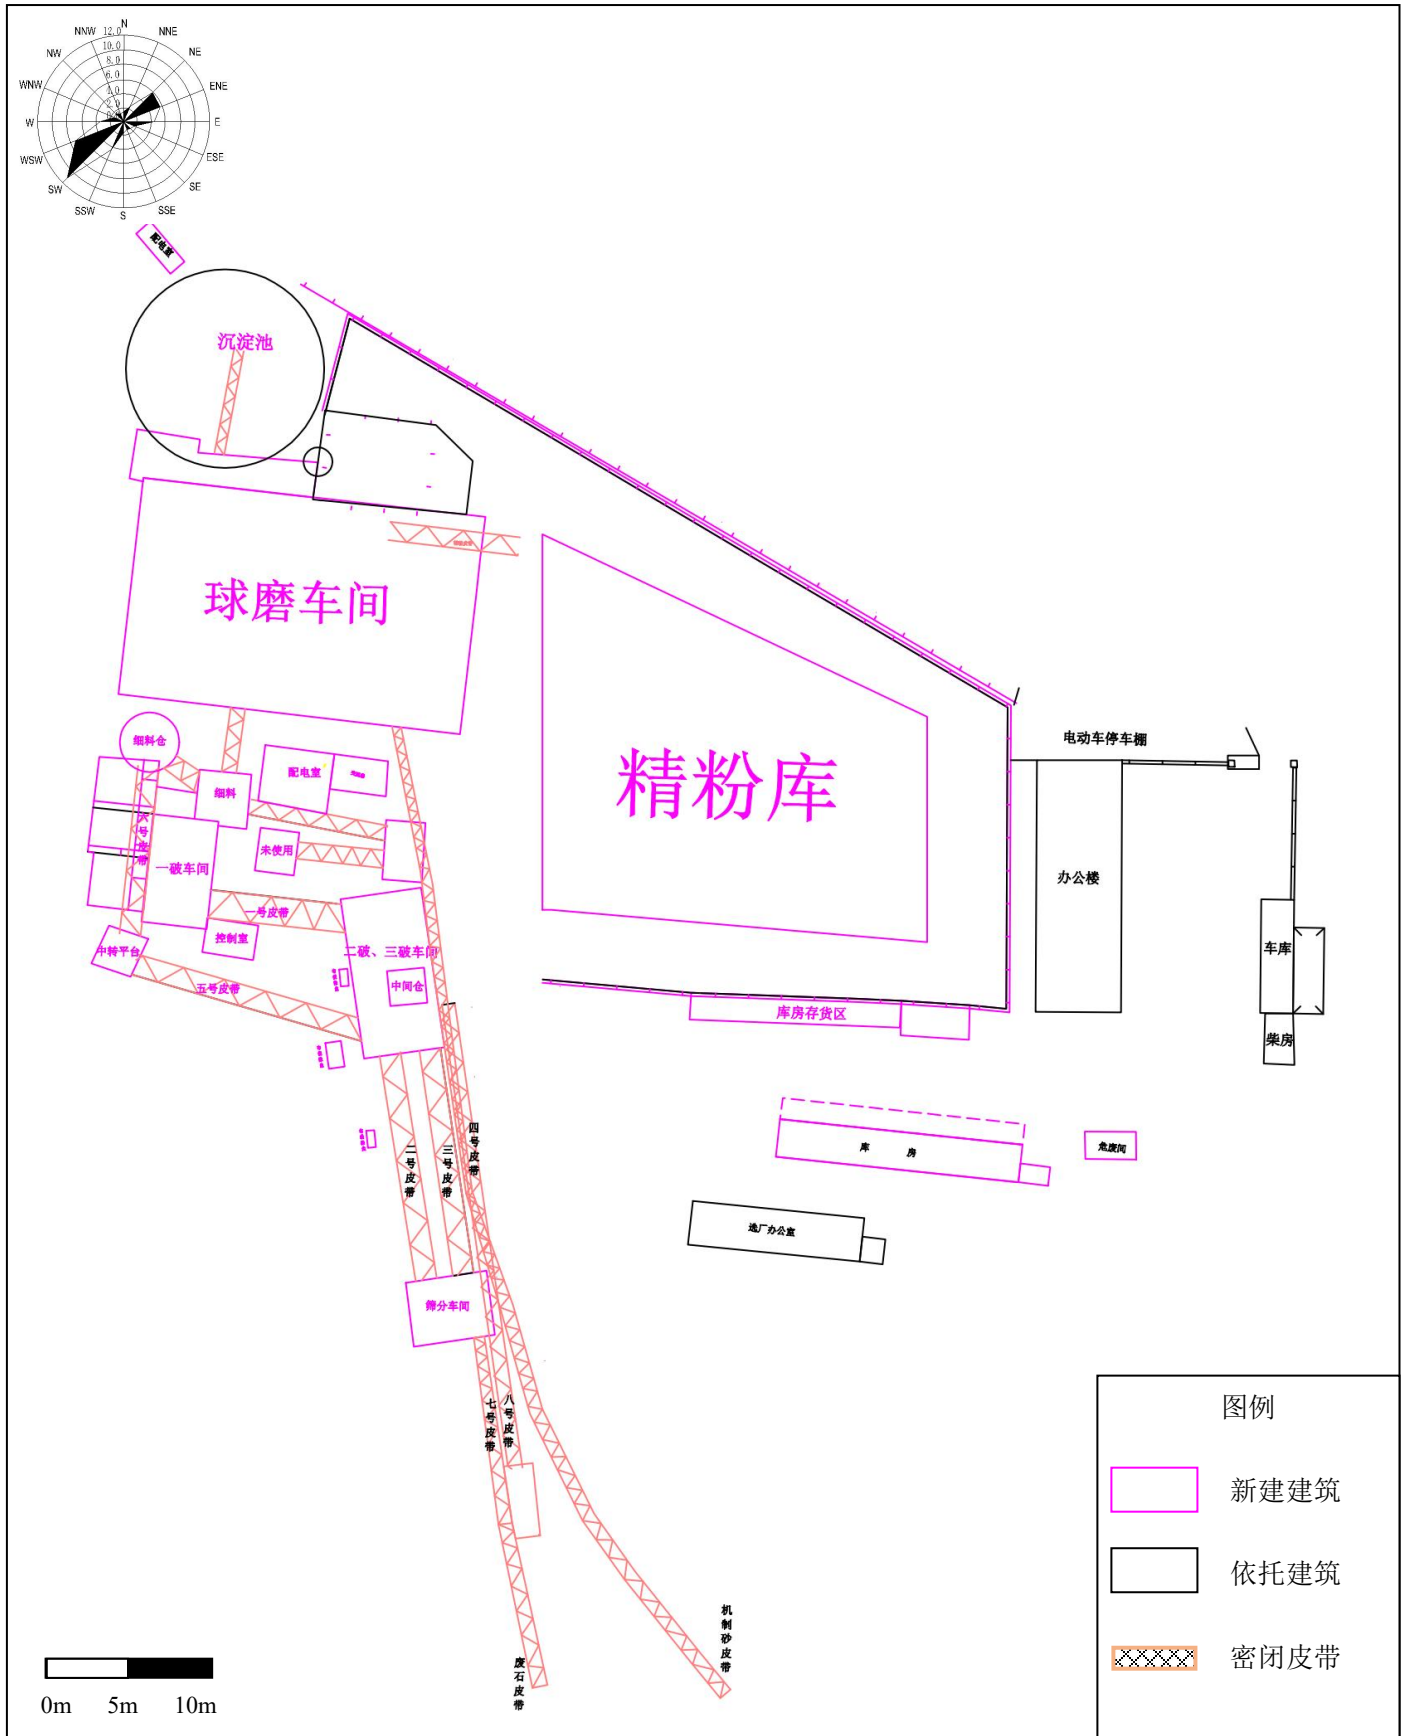 N
NNW
12.0
NNE
10.0
NW
8.0
NE
6.0
WNW
4.0
ENE
2.0
W
E
WSW
ESE
SW
SE
SSW
S
SSE
配电室
沉淀池
球磨车间
精粉库
细料仓
配电室
细料
六号皮带
未使用
一破车间
一号皮带
控制室
中转平台
二破、三破车间
中间仓
五号皮带
电动车停车棚
办公楼
车库
柴房
库房存货区
库 房
危废间
选厂办公室
二号皮带
三号皮带
四号皮带
筛分车间
七号皮带
八号皮带
机制砂皮带
废石皮带
图例
新建建筑
依托建筑
密闭皮带
0m 5m 10m